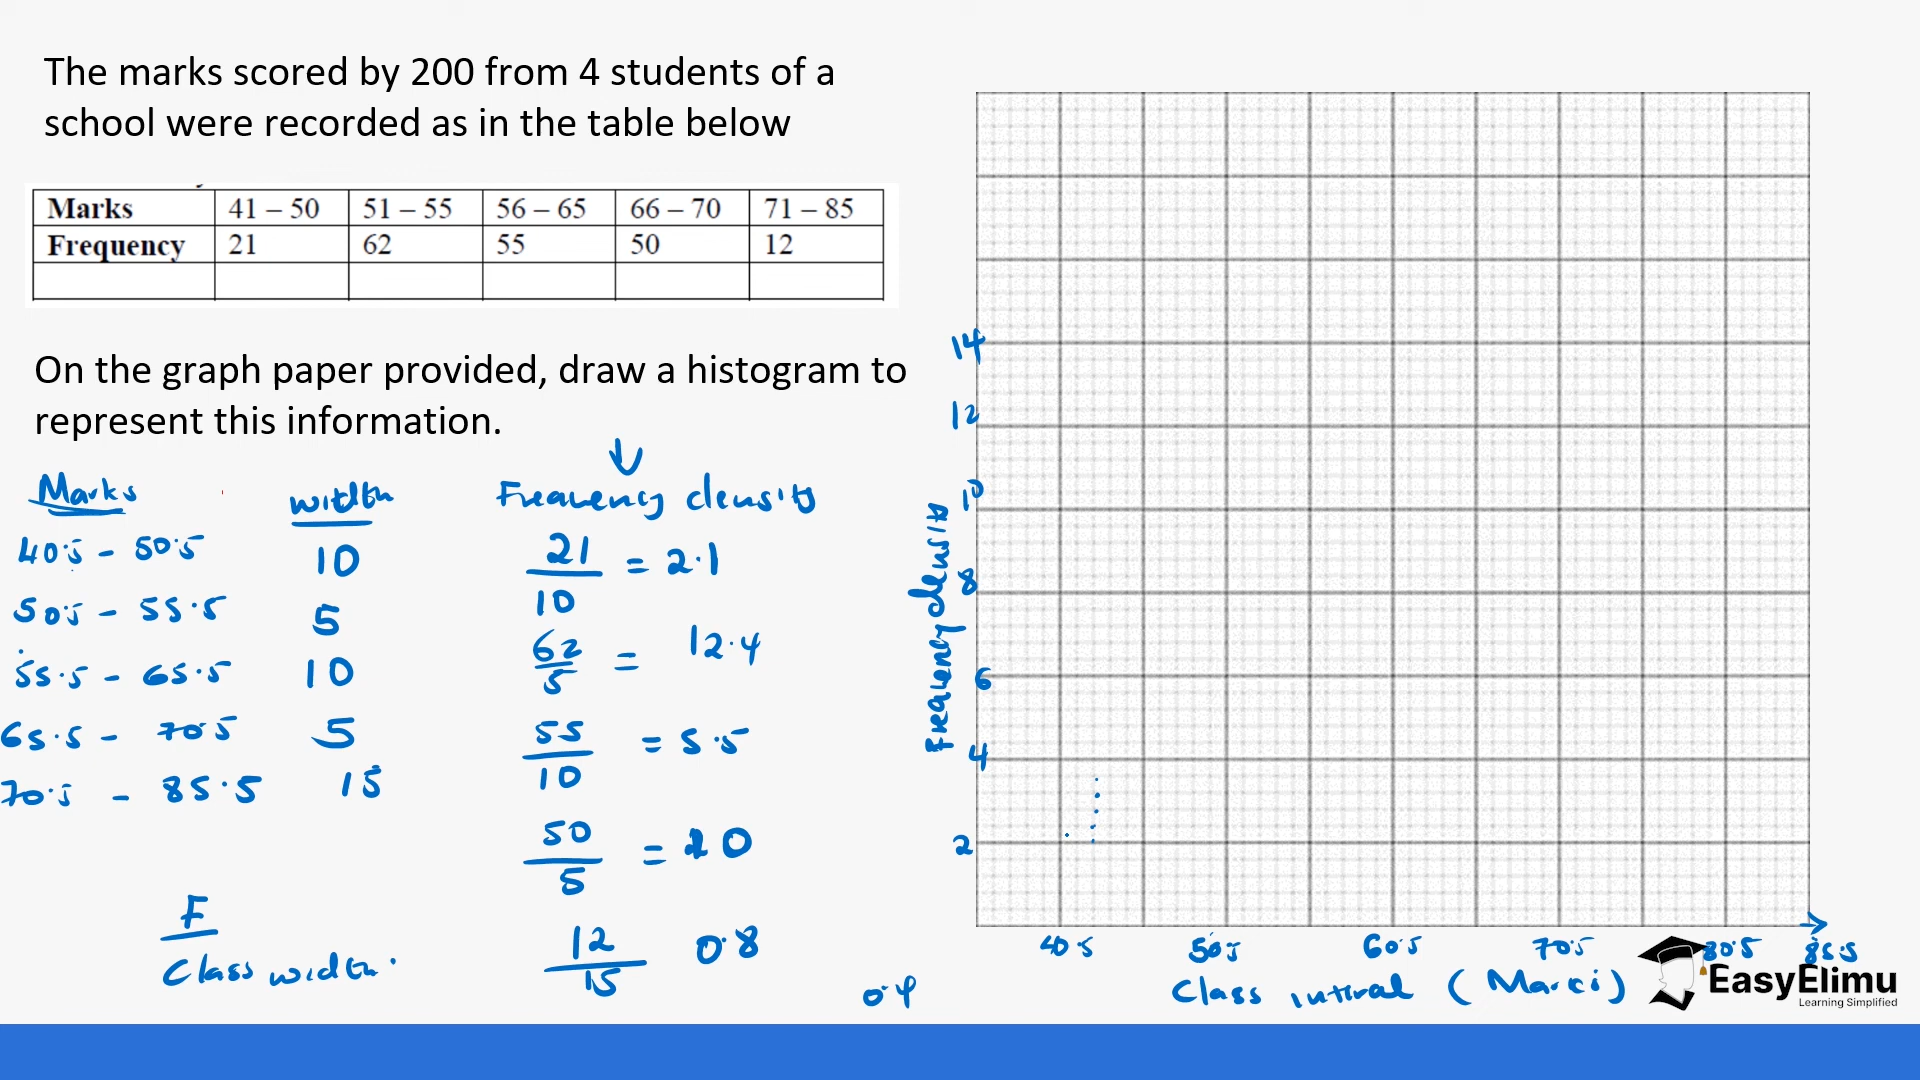 The marks scored by 200 from 4 students of a
school were recorded as in the table below
Marks 41 – 50 51 – 55 56 – 65 66 – 70 71 – 85
Frequency 21 62 55 50 12
On the graph paper provided, draw a histogram to
represent this information.
Marks width Frequency density
40.5 - 50.5 10 21/10 = 2.1
50.5 - 55.5 5 62/5 = 12.4
55.5 - 65.5 10 55/10 = 5.5
65.5 - 70.5 5 50/5 = 10
70.5 - 85.5 15 12/15 0.8
F
Class width.
0.4
Frequency density
14
12
10
8
6
4
2
40.5 50.5 60.5 70.5 80.5 85.5
Class interval (Marks)
EasyElimu
Learning Simplified